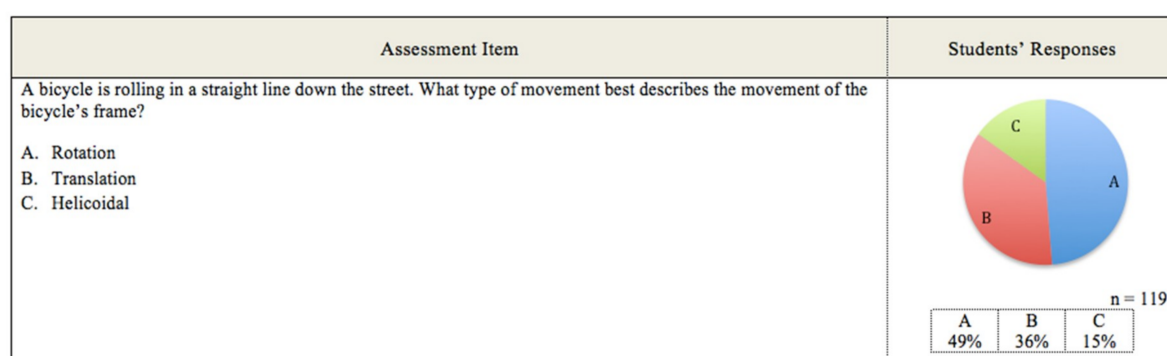 Assessment Item
Students' Responses
A bicycle is rolling in a straight line down the street. What type of movement best describes the movement of the
bicycle's frame?
A. Rotation
B. Translation
C. Helicoidal
C
A
B
n = 119
A B C
49% 36% 15%